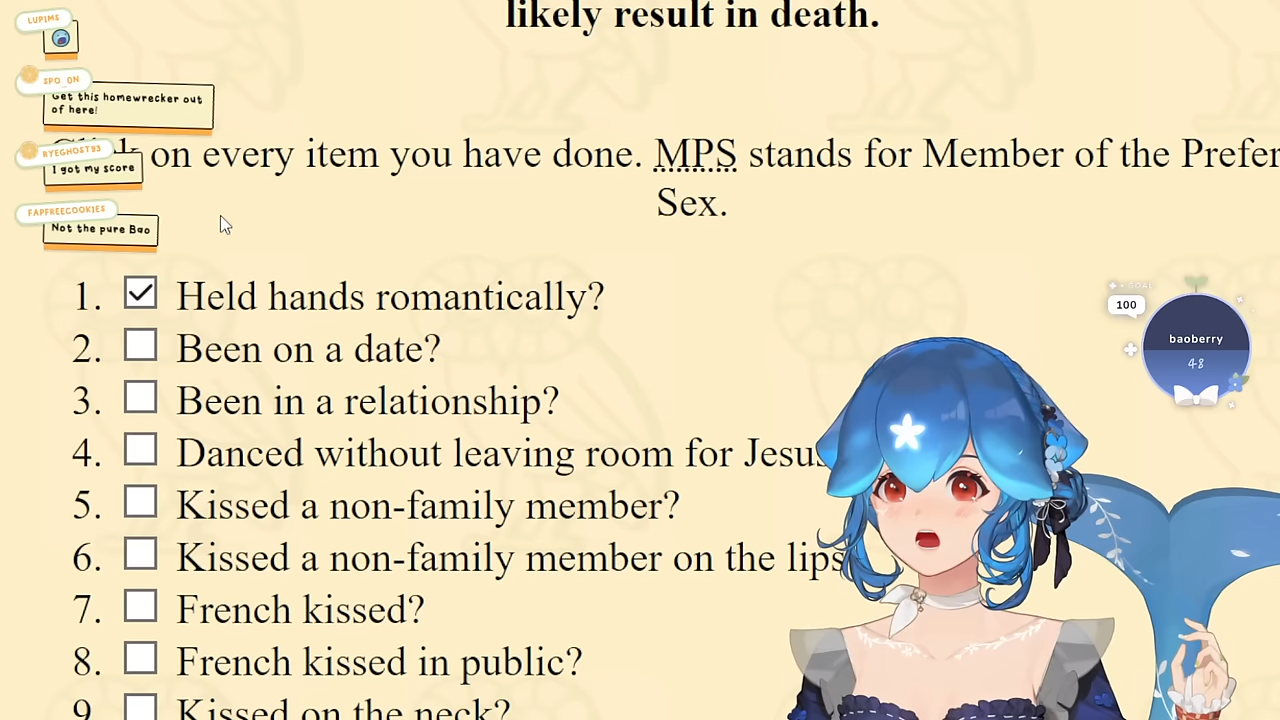 likely result in death.
LUPIMS
SPO_ON
Get this homewrecker out
of here!
on every item you have done. MPS stands for Member of the Prefer
Sex.
RYEGHOST93
I got my score
FAPFREECOOKIES
Not the pure Bao
1. Held hands romantically?
2. Been on a date?
3. Been in a relationship?
4. Danced without leaving room for Jesus
5. Kissed a non-family member?
6. Kissed a non-family member on the lips
7. French kissed?
8. French kissed in public?
9. Kissed on the neck?
GOAL
100
baoberry
48